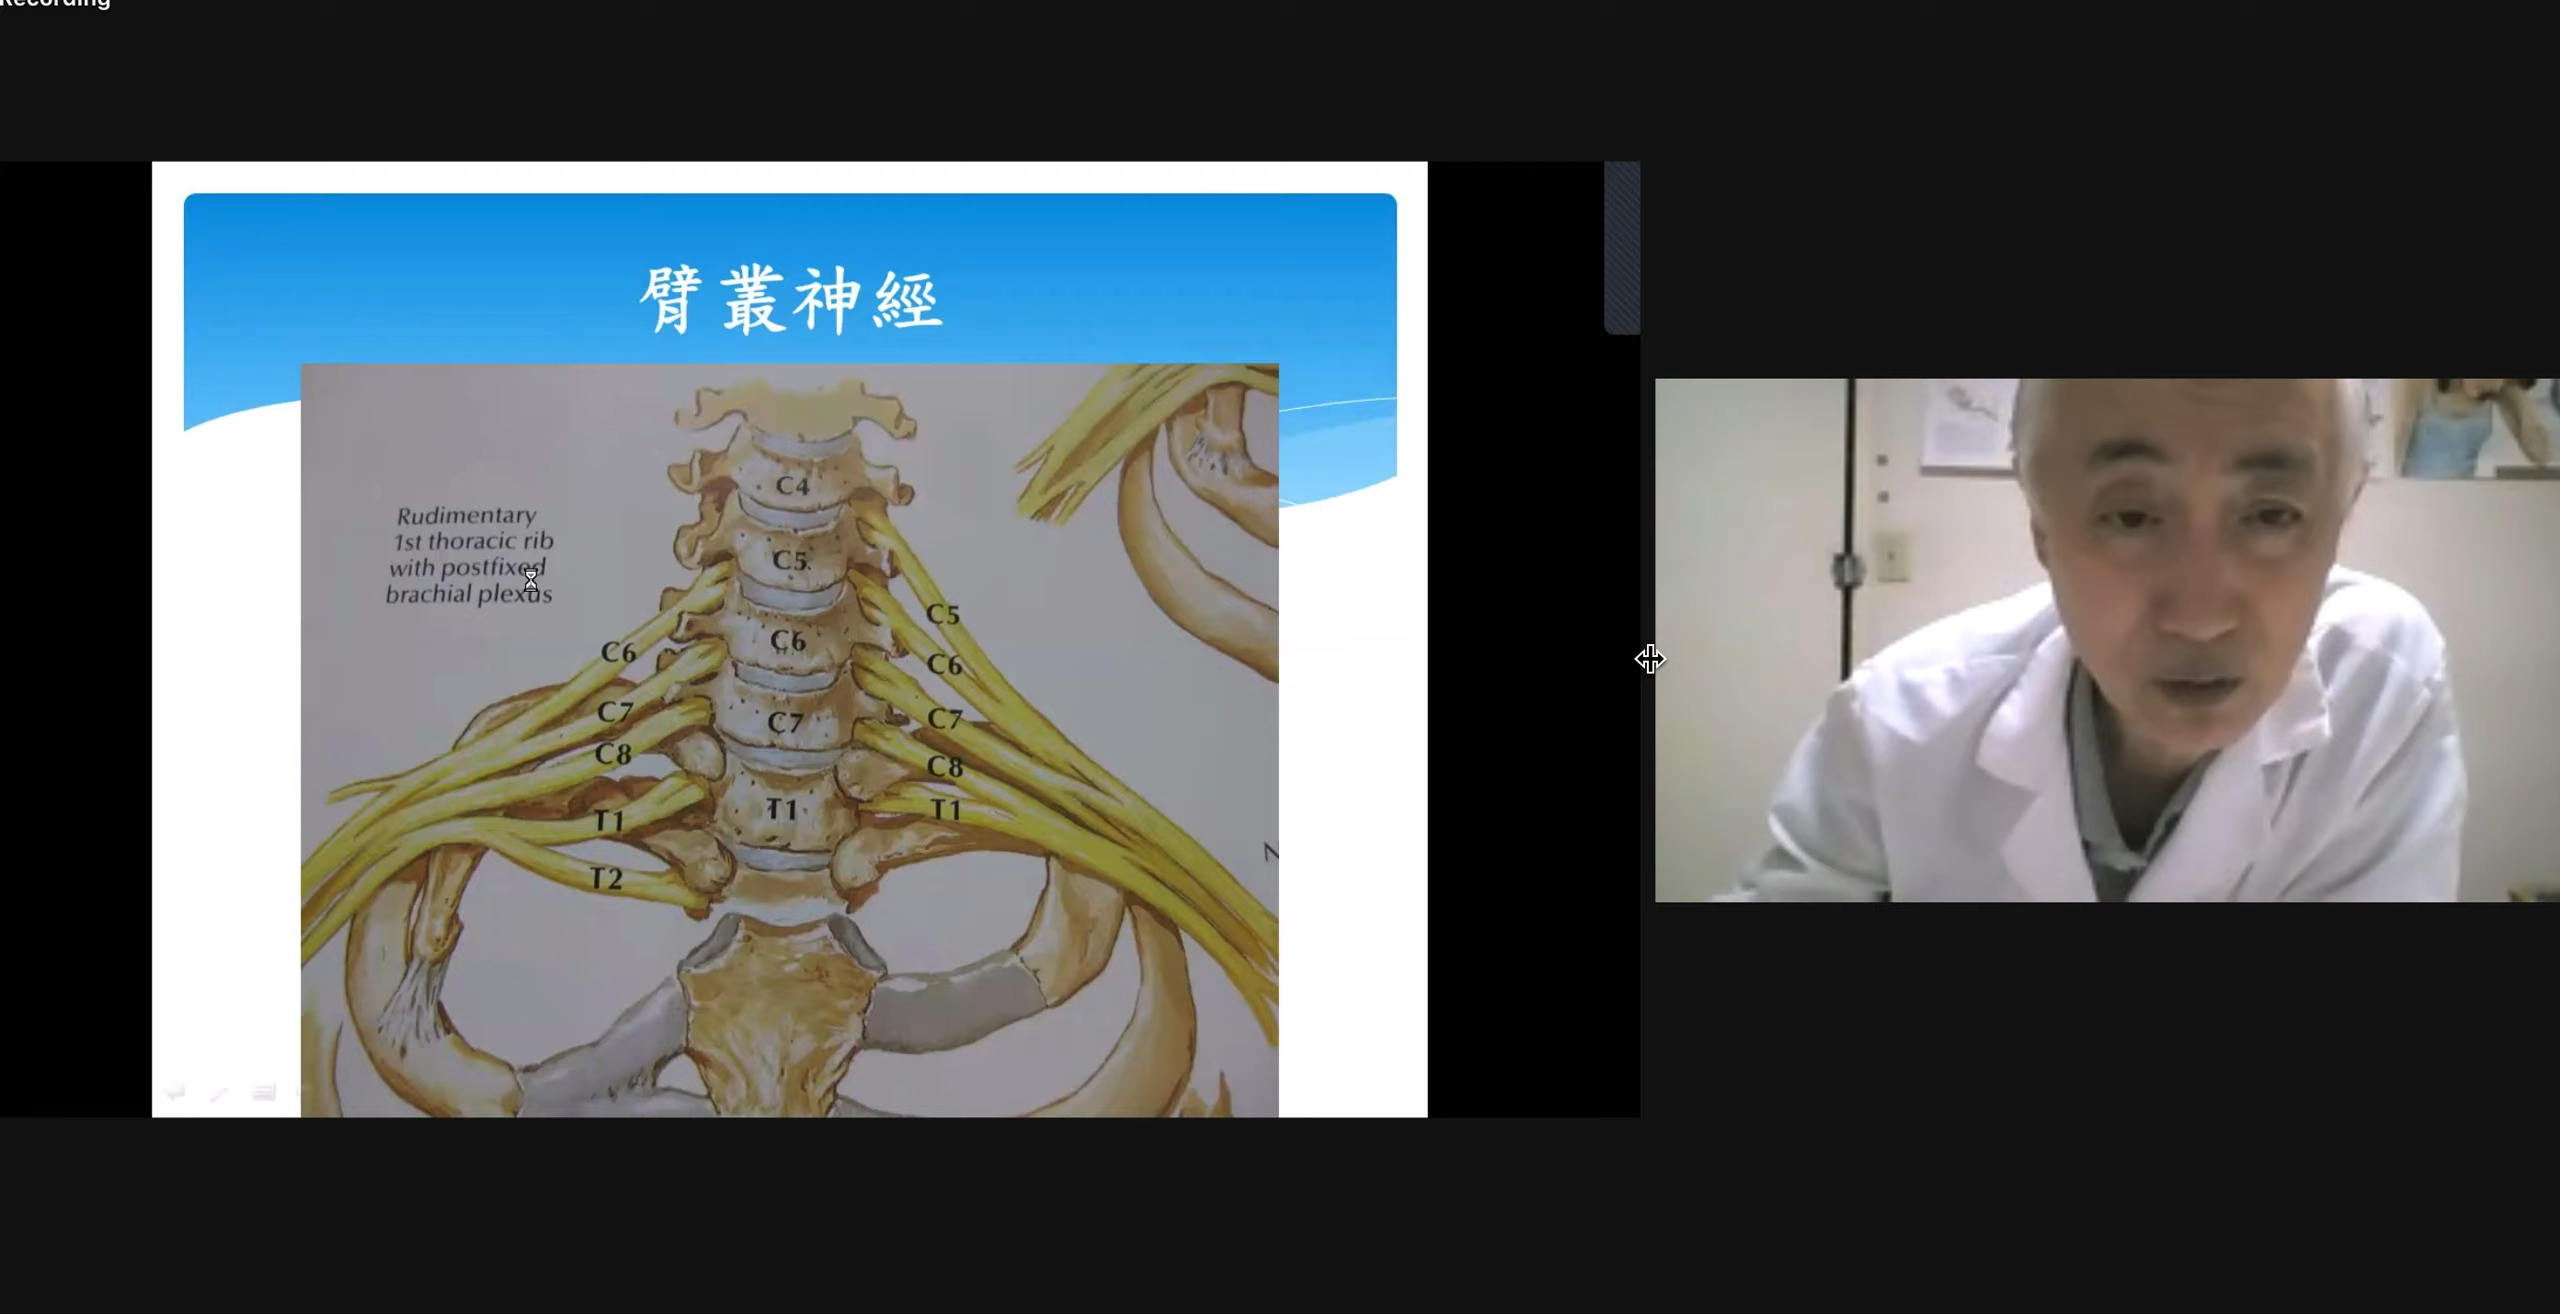 Recording
臂叢神經
Rudimentary
1st thoracic rib
with postfixed
brachial plexus
C4
C5
C6
C7
T1
C6
C7
C8
T1
T2
C5
C6
C7
C8
T1
N